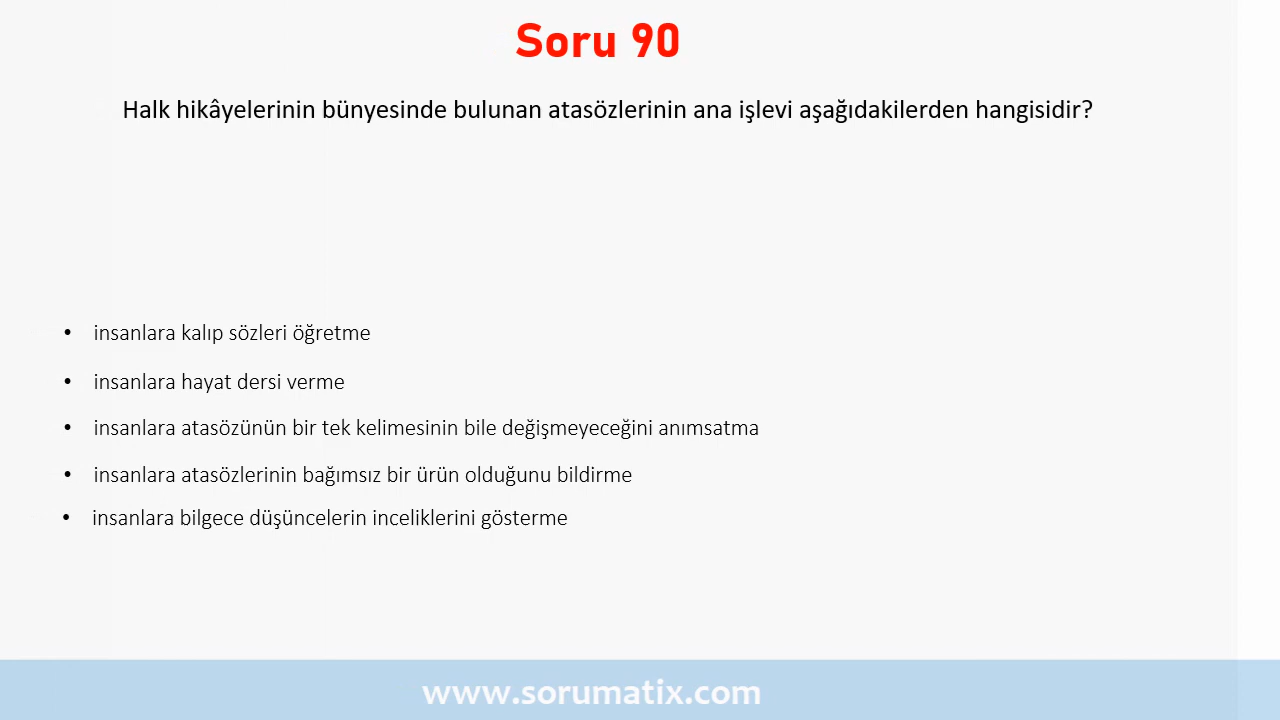 Soru 90
Halk hikâyelerinin bünyesinde bulunan atasözlerinin ana işlevi aşağıdakilerden hangisidir?
• insanlara kalıp sözleri öğretme
• insanlara hayat dersi verme
• insanlara atasözünün bir tek kelimesinin bile değişmeyeceğini anımsatma
• insanlara atasözlerinin bağımsız bir ürün olduğunu bildirme
• insanlara bilgece düşüncelerin inceliklerini gösterme
www.sorumatix.com